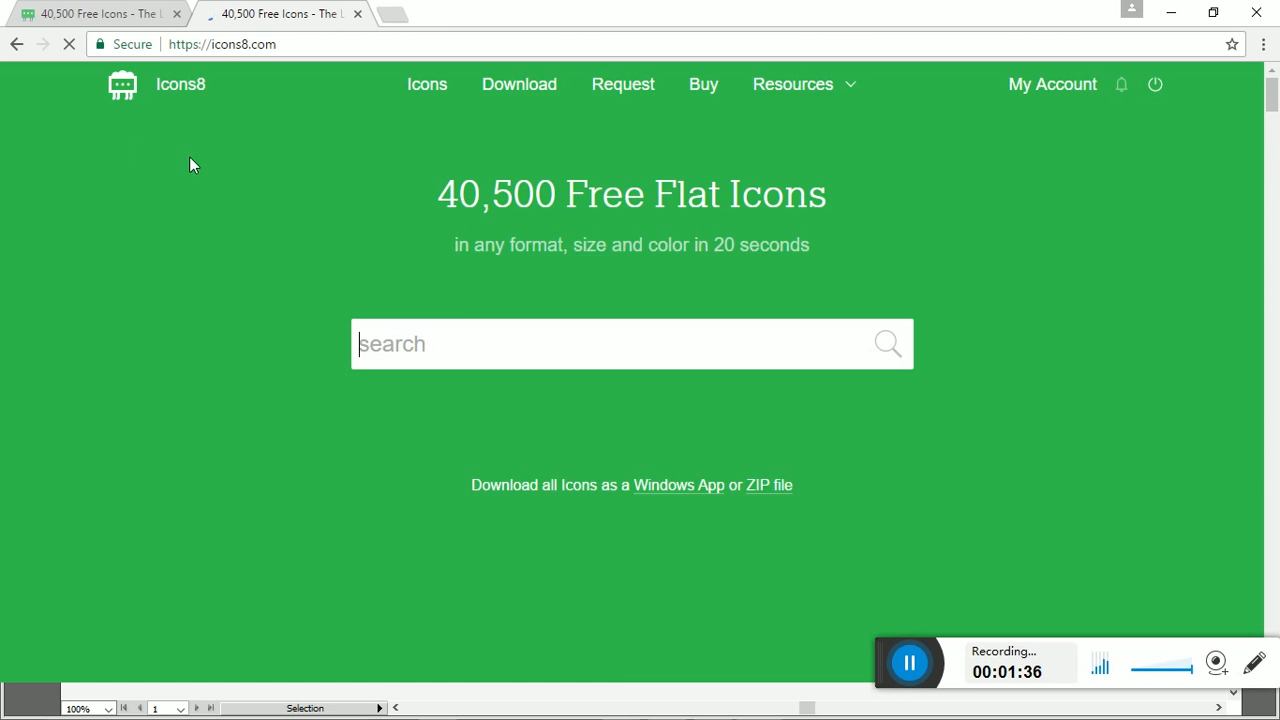 40,500 Free Icons - The L
40,500 Free Icons - The L
Secure
https://icons8.com
Icons8
Icons
Download
Request
Buy
Resources
My Account
40,500 Free Flat Icons
in any format, size and color in 20 seconds
search
Download all Icons as a Windows App or ZIP file
Recording...
00:01:36
100%
1
Selection